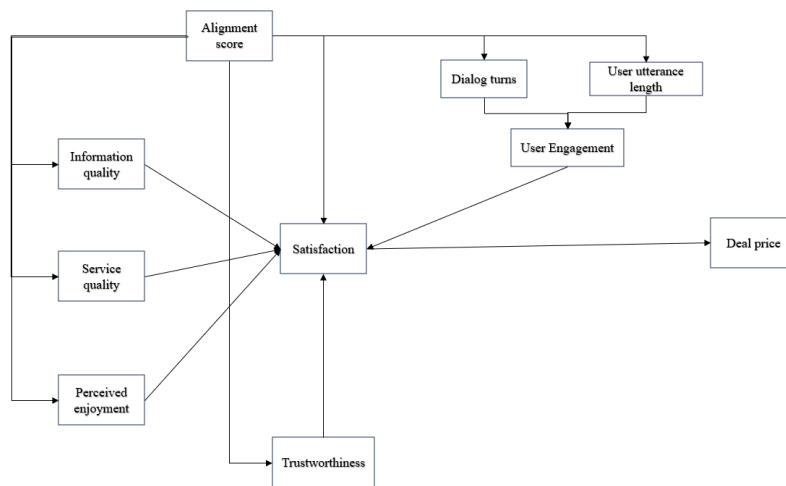 Alignment
score
Dialog turns
User utterance
length
Information
quality
User Engagement
Satisfaction
Deal price
Service
quality
Perceived
enjoyment
Trustworthiness